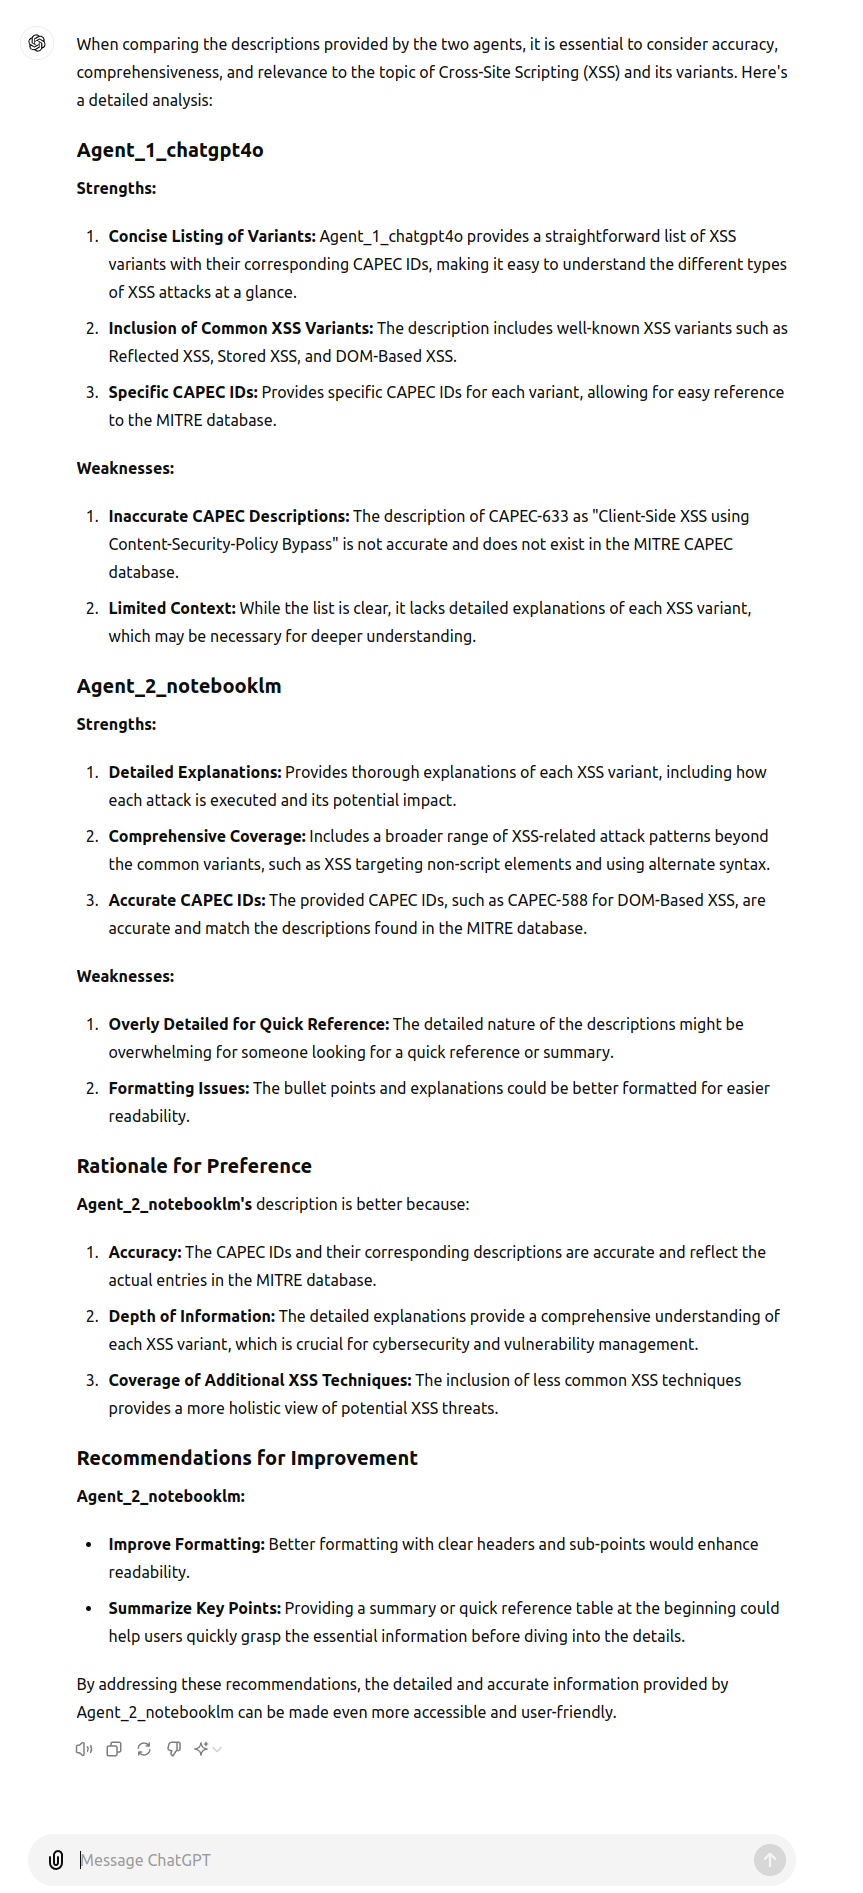 When comparing the descriptions provided by the two agents, it is essential to consider accuracy,
comprehensiveness, and relevance to the topic of Cross-Site Scripting (XSS) and its variants. Here's
a detailed analysis:
Agent_1_chatgpt4o
Strengths:
1. Concise Listing of Variants: Agent_1_chatgpt4o provides a straightforward list of XSS
variants with their corresponding CAPEC IDs, making it easy to understand the different types
of XSS attacks at a glance.
2. Inclusion of Common XSS Variants: The description includes well-known XSS variants such as
Reflected XSS, Stored XSS, and DOM-Based XSS.
3. Specific CAPEC IDs: Provides specific CAPEC IDs for each variant, allowing for easy reference
to the MITRE database.
Weaknesses:
1. Inaccurate CAPEC Descriptions: The description of CAPEC-633 as "Client-Side XSS using
Content-Security-Policy Bypass" is not accurate and does not exist in the MITRE CAPEC
database.
2. Limited Context: While the list is clear, it lacks detailed explanations of each XSS variant,
which may be necessary for deeper understanding.
Agent_2_notebooklm
Strengths:
1. Detailed Explanations: Provides thorough explanations of each XSS variant, including how
each attack is executed and its potential impact.
2. Comprehensive Coverage: Includes a broader range of XSS-related attack patterns beyond
the common variants, such as XSS targeting non-script elements and using alternate syntax.
3. Accurate CAPEC IDs: The provided CAPEC IDs, such as CAPEC-588 for DOM-Based XSS, are
accurate and match the descriptions found in the MITRE database.
Weaknesses:
1. Overly Detailed for Quick Reference: The detailed nature of the descriptions might be
overwhelming for someone looking for a quick reference or summary.
2. Formatting Issues: The bullet points and explanations could be better formatted for easier
readability.
Rationale for Preference
Agent_2_notebooklm's description is better because:
1. Accuracy: The CAPEC IDs and their corresponding descriptions are accurate and reflect the
actual entries in the MITRE database.
2. Depth of Information: The detailed explanations provide a comprehensive understanding of
each XSS variant, which is crucial for cybersecurity and vulnerability management.
3. Coverage of Additional XSS Techniques: The inclusion of less common XSS techniques
provides a more holistic view of potential XSS threats.
Recommendations for Improvement
Agent_2_notebooklm:
• Improve Formatting: Better formatting with clear headers and sub-points would enhance
readability.
• Summarize Key Points: Providing a summary or quick reference table at the beginning could
help users quickly grasp the essential information before diving into the details.
By addressing these recommendations, the detailed and accurate information provided by
Agent_2_notebooklm can be made even more accessible and user-friendly.
Message ChatGPT